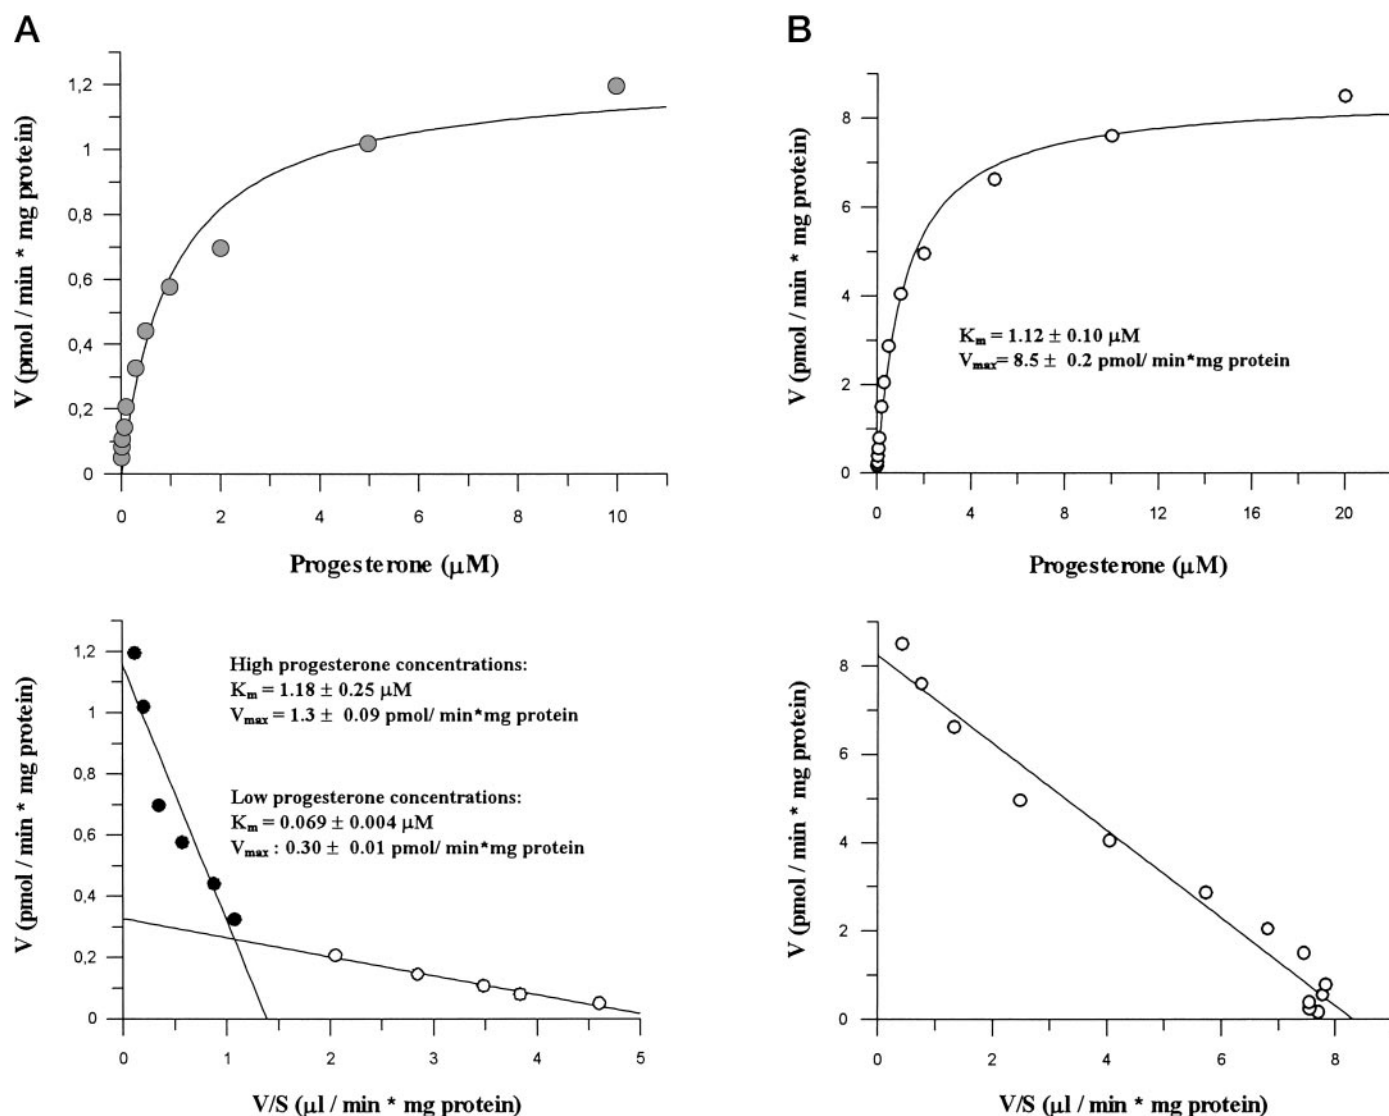 A
V (pmol / min * mg protein)
1,2
1
0,8
0,6
0,4
0,2
0
0 2 4 6 8 10
Progesterone (μM)
B
V (pmol / min * mg protein)
8
6
4
2
0
Km = 1.12 ± 0.10 μM
Vmax= 8.5 ± 0.2 pmol/ min*mg protein
0 4 8 12 16 20
Progesterone (μM)
V (pmol / min * mg protein)
1,2
1
0,8
0,6
0,4
0,2
0
High progesterone concentrations:
Km = 1.18 ± 0.25 μM
Vmax = 1.3 ± 0.09 pmol/ min*mg protein
Low progesterone concentrations:
Km = 0.069 ± 0.004 μM
Vmax : 0.30 ± 0.01 pmol/ min*mg protein
0 1 2 3 4 5
V/S (μl / min * mg protein)
V (pmol / min * mg protein)
8
6
4
2
0
0 2 4 6 8
V/S (μl / min * mg protein)